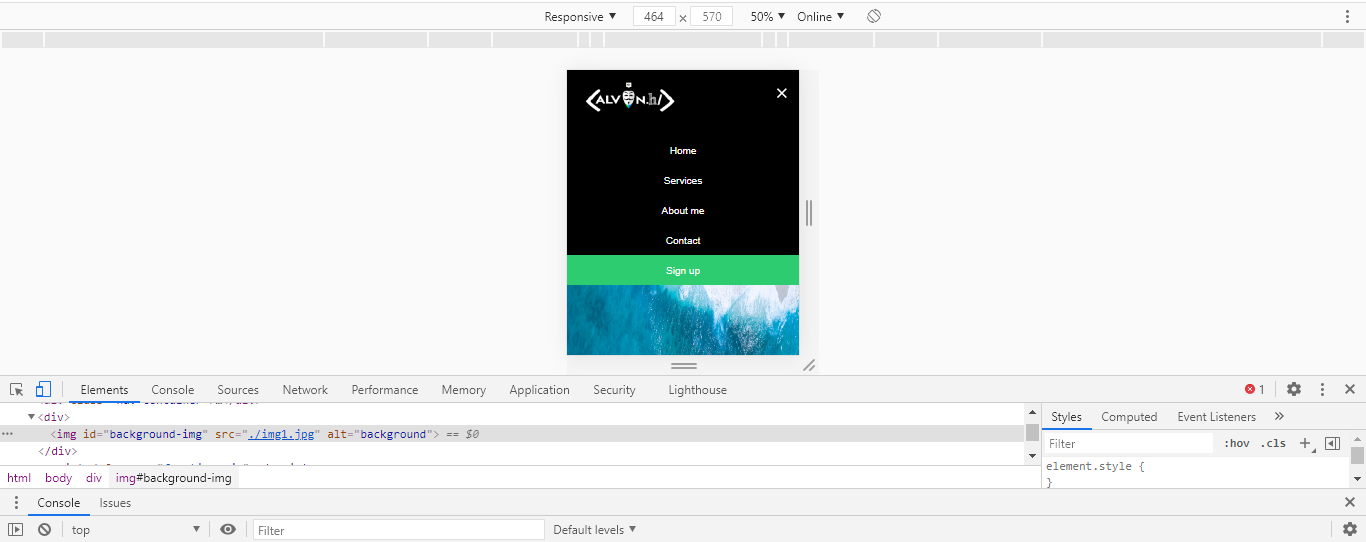 Responsive ▼ 464 × 570 50% ▼ Online ▼
<ALVIN.h/>
Home
Services
About me
Contact
Sign up
Elements Console Sources Network Performance Memory Application Security Lighthouse 1
▼<div>
<img id="background-img" src="./img1.jpg" alt="background"> == $0
</div>
html body div img#background-img
Styles Computed Event Listeners »
Filter :hov .cls +
element.style {
}
Console Issues
top ▼ Filter Default levels ▼